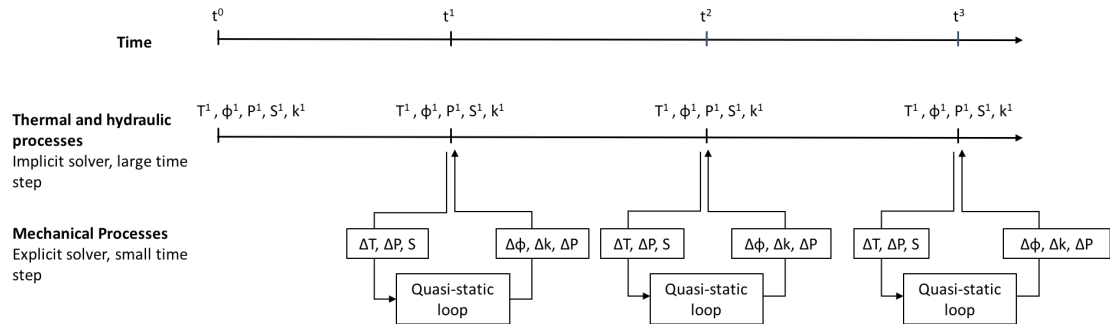 t⁰ t¹ t² t³
Time
T¹ , ϕ¹, P¹, S¹, k¹ T¹ , ϕ¹, P¹, S¹, k¹ T¹ , ϕ¹, P¹, S¹, k¹ T¹ , ϕ¹, P¹, S¹, k¹
Thermal and hydraulic
processes
Implicit solver, large time
step
Mechanical Processes
Explicit solver, small time
step
ΔT, ΔP, S Δϕ, Δk, ΔP ΔT, ΔP, S Δϕ, Δk, ΔP ΔT, ΔP, S Δϕ, Δk, ΔP
Quasi-static Quasi-static Quasi-static
loop loop loop